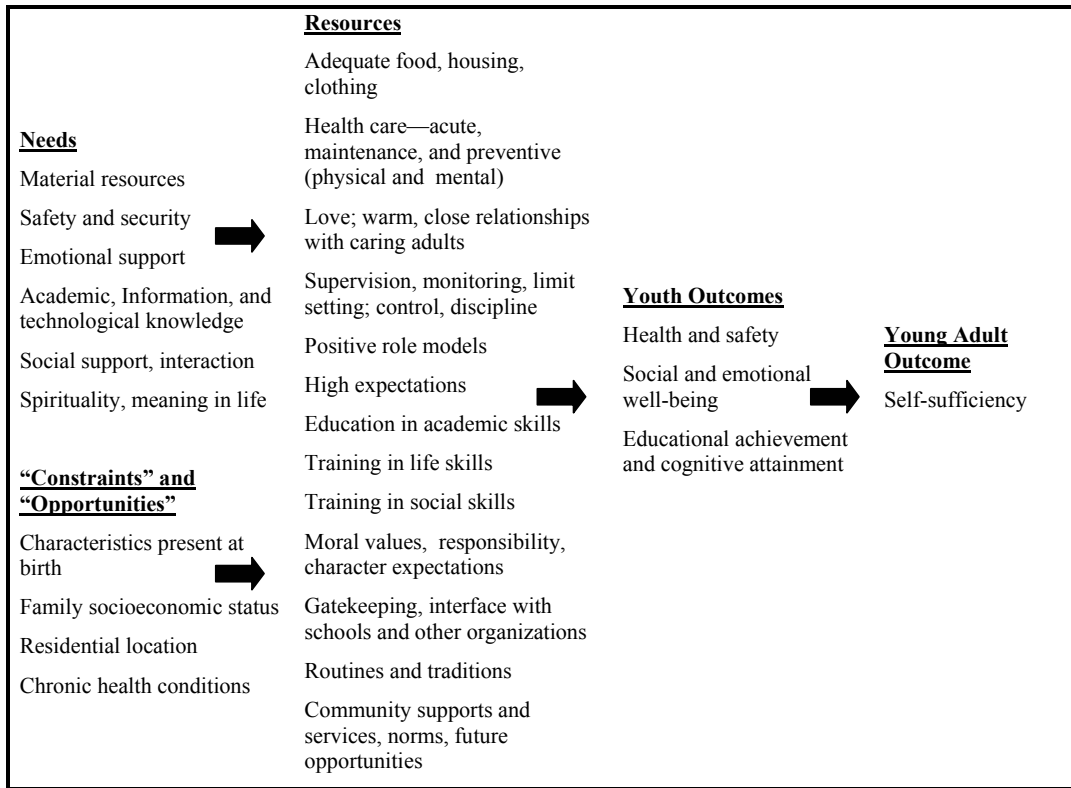 Needs
Material resources
Safety and security
Emotional support
Academic, Information, and
technological knowledge
Social support, interaction
Spirituality, meaning in life
“Constraints” and
“Opportunities”
Characteristics present at
birth
Family socioeconomic status
Residential location
Chronic health conditions
Resources
Adequate food, housing,
clothing
Health care—acute,
maintenance, and preventive
(physical and mental)
Love; warm, close relationships
with caring adults
Supervision, monitoring, limit
setting; control, discipline
Positive role models
High expectations
Education in academic skills
Training in life skills
Training in social skills
Moral values, responsibility,
character expectations
Gatekeeping, interface with
schools and other organizations
Routines and traditions
Community supports and
services, norms, future
opportunities
Youth Outcomes
Health and safety
Social and emotional
well-being
Educational achievement
and cognitive attainment
Young Adult
Outcome
Self-sufficiency